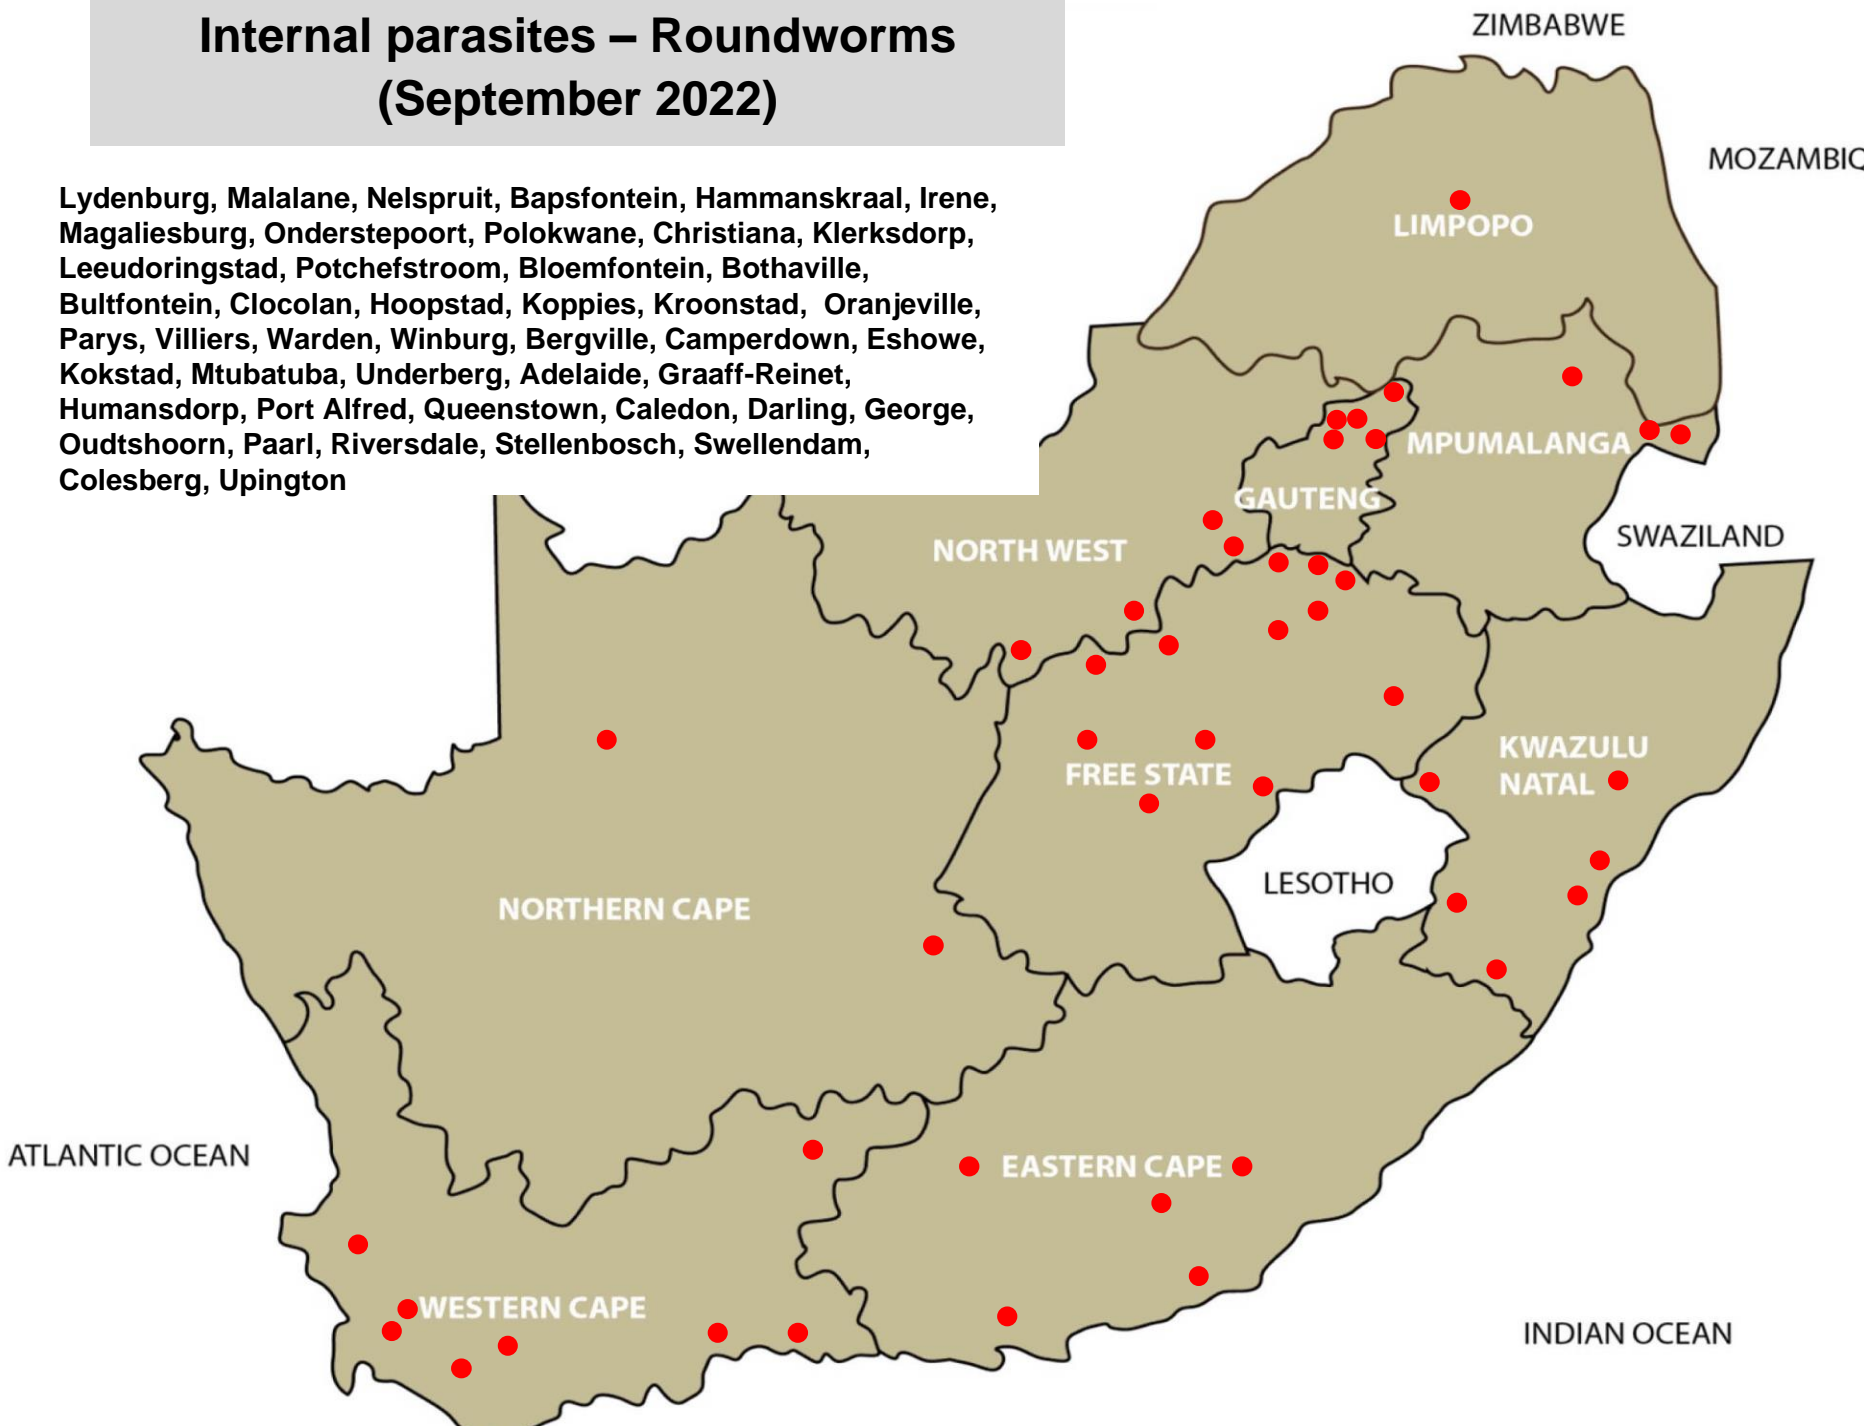 Internal parasites – Roundworms
(September 2022)
Lydenburg, Malalane, Nelspruit, Bapsfontein, Hammanskraal, Irene,
Magaliesburg, Onderstepoort, Polokwane, Christiana, Klerksdorp,
Leeudoringstad, Potchefstroom, Bloemfontein, Bothaville,
Bultfontein, Clocolan, Hoopstad, Koppies, Kroonstad, Oranjeville,
Parys, Villiers, Warden, Winburg, Bergville, Camperdown, Eshowe,
Kokstad, Mtubatuba, Underberg, Adelaide, Graaff-Reinet,
Humansdorp, Port Alfred, Queenstown, Caledon, Darling, George,
Oudtshoorn, Paarl, Riversdale, Stellenbosch, Swellendam,
Colesberg, Upington
ZIMBABWE
MOZAMBIQ
LIMPOPO
MPUMALANGA
GAUTENG
NORTH WEST
SWAZILAND
KWAZULU
NATAL
FREE STATE
LESOTHO
NORTHERN CAPE
ATLANTIC OCEAN
EASTERN CAPE
WESTERN CAPE
INDIAN OCEAN